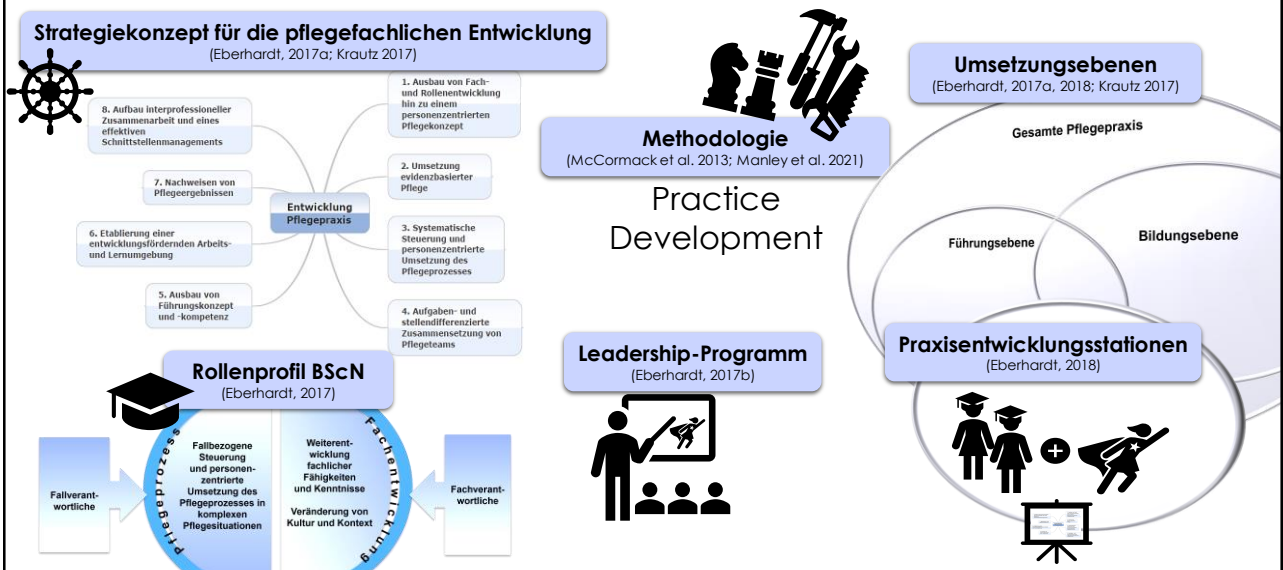 Strategiekonzept für die pflegefachlichen Entwicklung
(Eberhardt, 2017a; Krautz 2017)
8. Aufbau interprofessioneller
Zusammenarbeit und eines
effektiven
Schnittstellenmanagements
7. Nachweisen von
Pflegeergebnissen
6. Etablierung einer
entwicklungsfördernden Arbeits-
und Lernumgebung
5. Ausbau von
Führungskonzept
und -kompetenz
Entwicklung
Pflegepraxis
1. Ausbau von Fach-
und Rollenentwicklung
hin zu einem
personenzentrierten
Pflegekonzept
2. Umsetzung
evidenzbasierter
Pflege
3. Systematische
Steuerung und
personenzentrierte
Umsetzung des
Pflegeprozesses
4. Aufgaben- und
stellendifferenzierte
Zusammensetzung von
Pflegeteams
Methodologie
(McCormack et al. 2013; Manley et al. 2021)
Practice
Development
Umsetzungsebenen
(Eberhardt, 2017a, 2018; Krautz 2017)
Gesamte Pflegepraxis
Führungsebene
Bildungsebene
Rollenprofil BScN
(Eberhardt, 2017)
Fallverant-
wortliche
Pflegeprozess
Fallbezogene
Steuerung
und personen-
zentrierte
Umsetzung des
Pflegeprozesses in
komplexen
Pflegesituationen
Weiterent-
wicklung
fachlicher
Fähigkeiten
und Kenntnisse
Veränderung von
Kultur und Kontext
Fachentwicklung
Fachverant-
wortliche
Leadership-Programm
(Eberhardt, 2017b)
Praxisentwicklungsstationen
(Eberhardt, 2018)